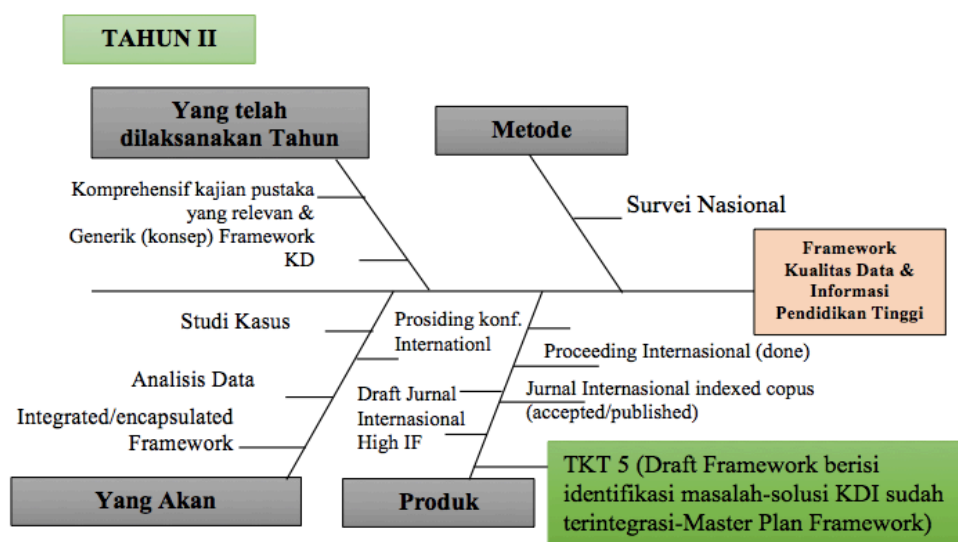 TAHUN II
Yang telah
dilaksanakan Tahun
Metode
Komprehensif kajian pustaka
yang relevan &
Generik (konsep) Framework
KD
Survei Nasional
Framework
Kualitas Data &
Informasi
Pendidikan Tinggi
Studi Kasus
Analisis Data
Integrated/encapsulated
Framework
Prosiding konf.
Internationl
Proceeding Internasional (done)
Draft Jurnal
Internasional
High IF
Jurnal Internasional indexed copus
(accepted/published)
TKT 5 (Draft Framework berisi
identifikasi masalah-solusi KDI sudah
terintegrasi-Master Plan Framework)
Yang Akan
Produk